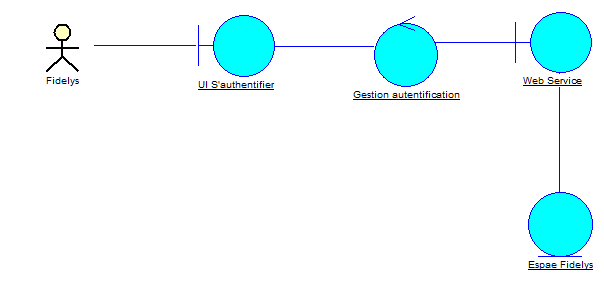 Fidelys
UI S'authentifier
Gestion autentification
Web Service
Espae Fidelys